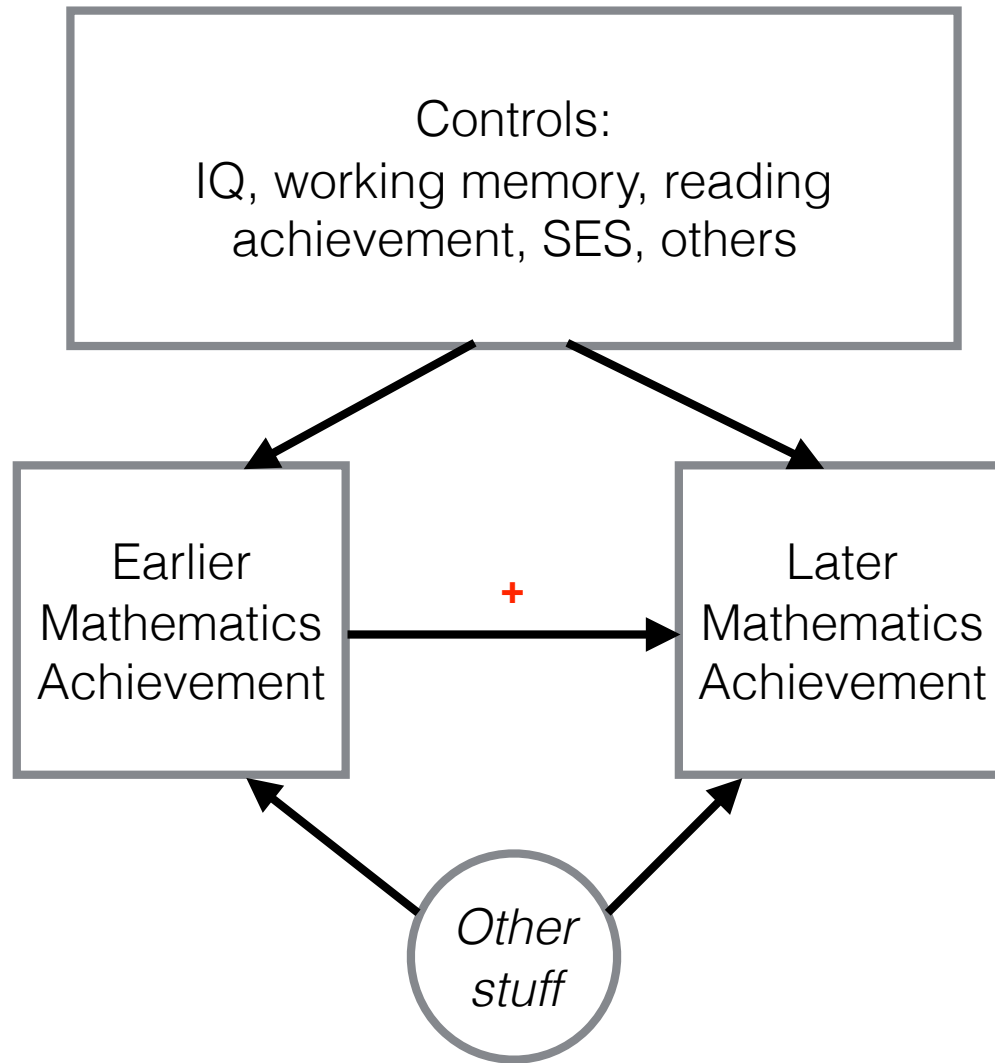 Controls:
IQ, working memory, reading
achievement, SES, others
Earlier
Mathematics
Achievement
+
Later
Mathematics
Achievement
Other
stuff